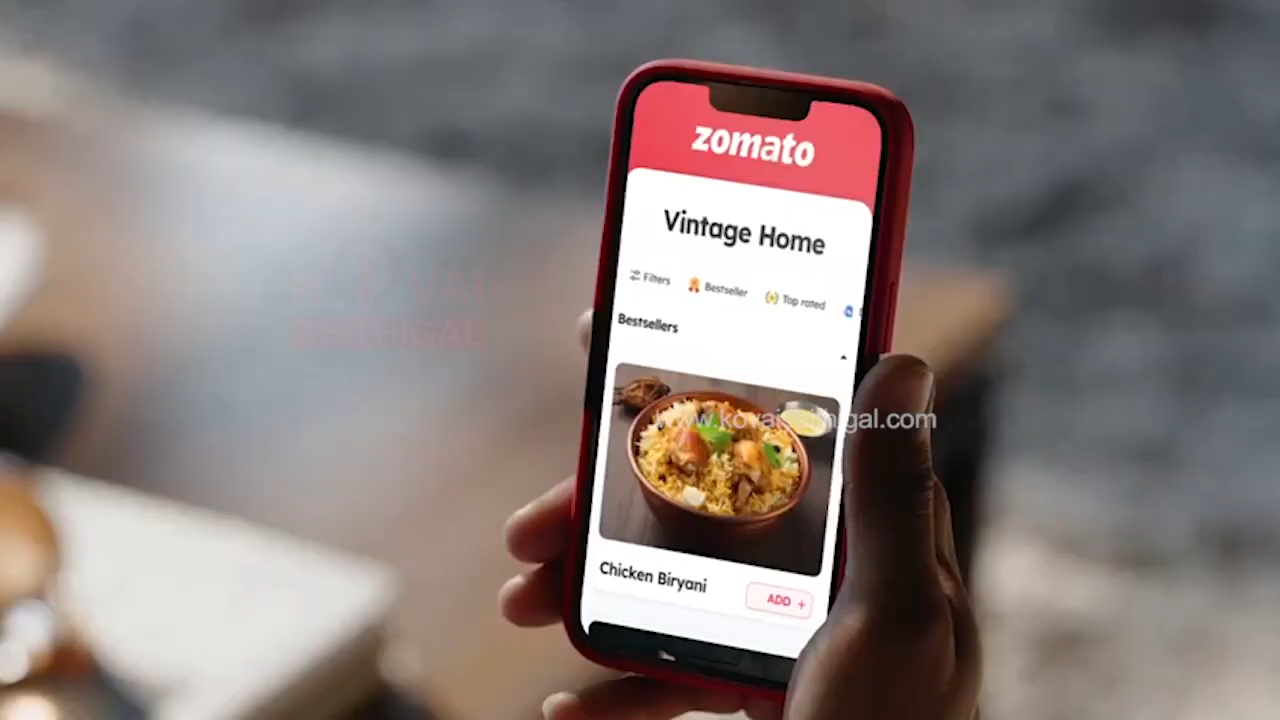 zomato
Vintage Home
Filters
Bestseller
Top rated
Bestsellers
Chicken Biryani
ADD +